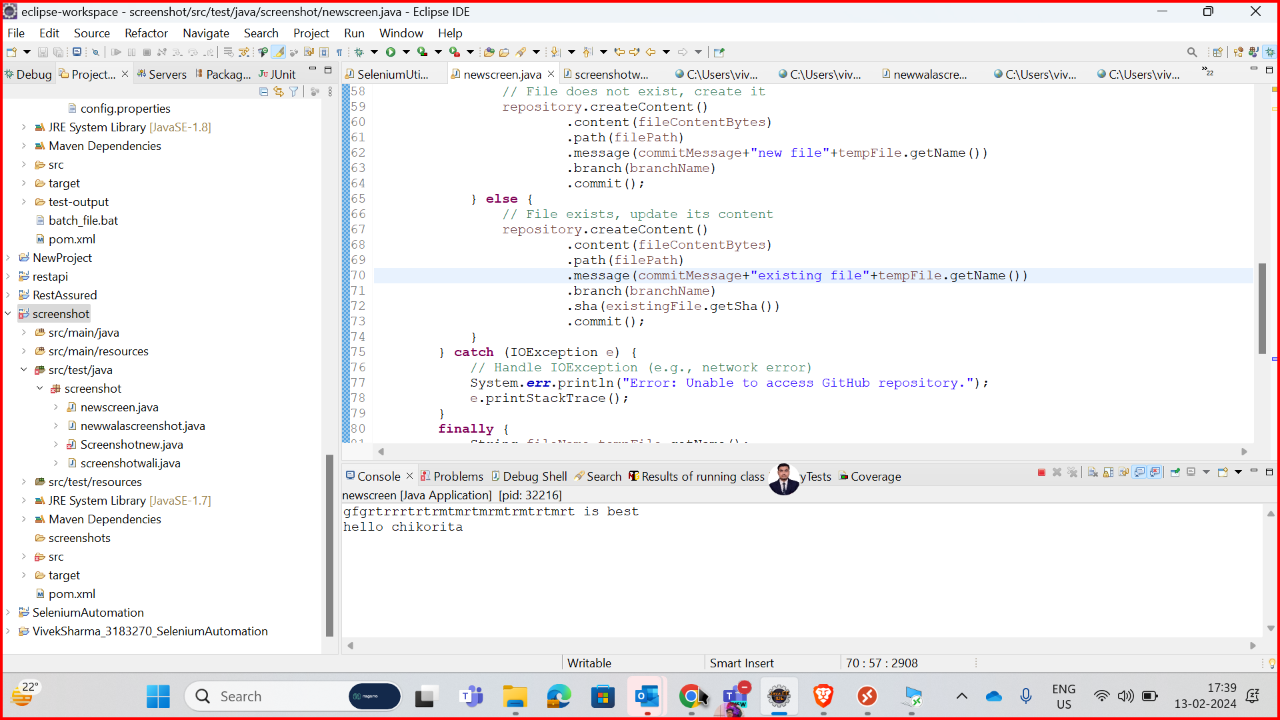 eclipse-workspace - screenshot/src/test/java/screenshot/newscreen.java - Eclipse IDE
File Edit Source Refactor Navigate Search Project Run Window Help
Debug Project... Servers Packag... JUnit
SeleniumUti... newscreen.java screenshotw... C:\Users\viv... C:\Users\viv... newwalascre... C:\Users\viv... C:\Users\viv... »22
config.properties
JRE System Library [JavaSE-1.8]
Maven Dependencies
src
target
test-output
batch_file.bat
pom.xml
NewProject
restapi
RestAssured
screenshot
src/main/java
src/main/resources
src/test/java
screenshot
newscreen.java
newwalascreenshot.java
Screenshotnew.java
screenshotwali.java
src/test/resources
JRE System Library [JavaSE-1.7]
Maven Dependencies
screenshots
src
target
pom.xml
SeleniumAutomation
VivekSharma_3183270_SeleniumAutomation
58 // File does not exist, create it
59 repository.createContent()
60 .content(fileContentBytes)
61 .path(filePath)
62 .message(commitMessage+"new file"+tempFile.getName())
63 .branch(branchName)
64 .commit();
65 } else {
66 // File exists, update its content
67 repository.createContent()
68 .content(fileContentBytes)
69 .path(filePath)
70 .message(commitMessage+"existing file"+tempFile.getName())
71 .branch(branchName)
72 .sha(existingFile.getSha())
73 .commit();
74 }
75 } catch (IOException e) {
76 // Handle IOException (e.g., network error)
77 System.err.println("Error: Unable to access GitHub repository.");
78 e.printStackTrace();
79 }
80 finally {
81 String fileName=tempFile.getName();
Console Problems Debug Shell Search Results of running class yTests Coverage
newscreen [Java Application] [pid: 32216]
gfgrtrrrtrtrmtmrtmrmtrmtrtmrt is best
hello chikorita
Writable Smart Insert 70 : 57 : 2908
22°
Search
ENG
US
17:39
13-02-2024